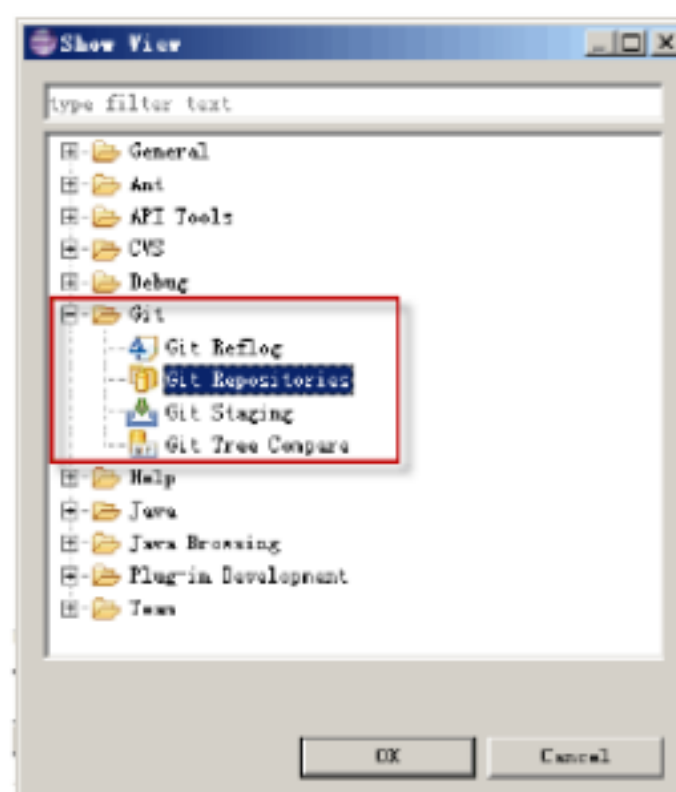 Show View
type filter text
General
Ant
API Tools
CVS
Debug
Git
Git Reflog
Git Repositories
Git Staging
Git Tree Compare
Help
Java
Java Browsing
Plug-in Development
Team
OK
Cancel